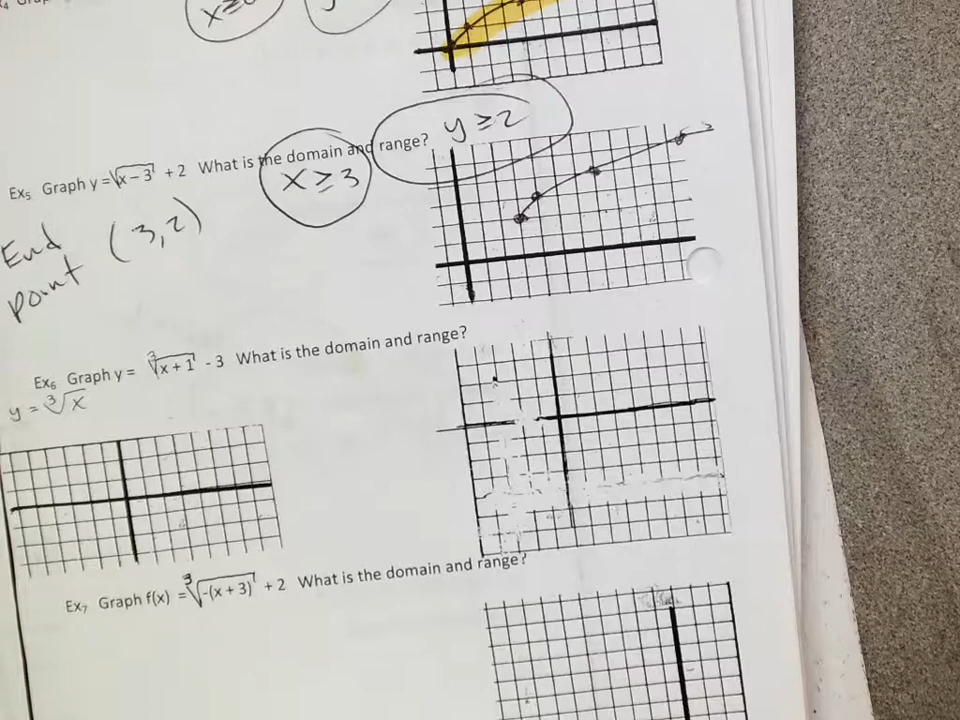 x ≥
Ex₅ Graph y = √x – 3 + 2 What is the domain and range? y ≥ 2
x ≥ 3
End point (3,2)
Ex₆ Graph y = ∛x + 1 - 3 What is the domain and range?
y = ∛x
Ex₇ Graph f(x) = ∛-(x + 3) + 2 What is the domain and range?